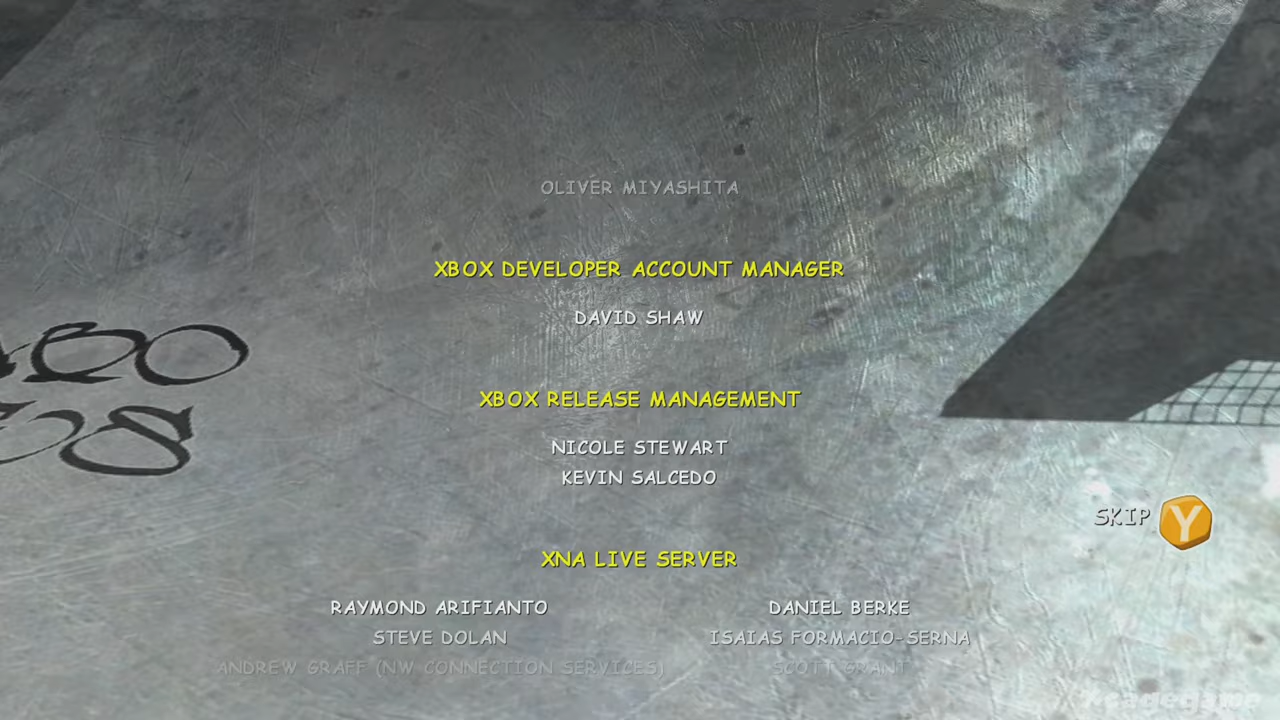 OLIVER MIYASHITA
XBOX DEVELOPER ACCOUNT MANAGER
DAVID SHAW
XBOX RELEASE MANAGEMENT
NICOLE STEWART
KEVIN SALCEDO
SKIP Y
XNA LIVE SERVER
RAYMOND ARIFIANTO DANIEL BERKE
STEVE DOLAN ISAIAS FORMACIO-SERNA
ANDREW GRAFF (NW CONNECTION SERVICES) SCOTT GRANT